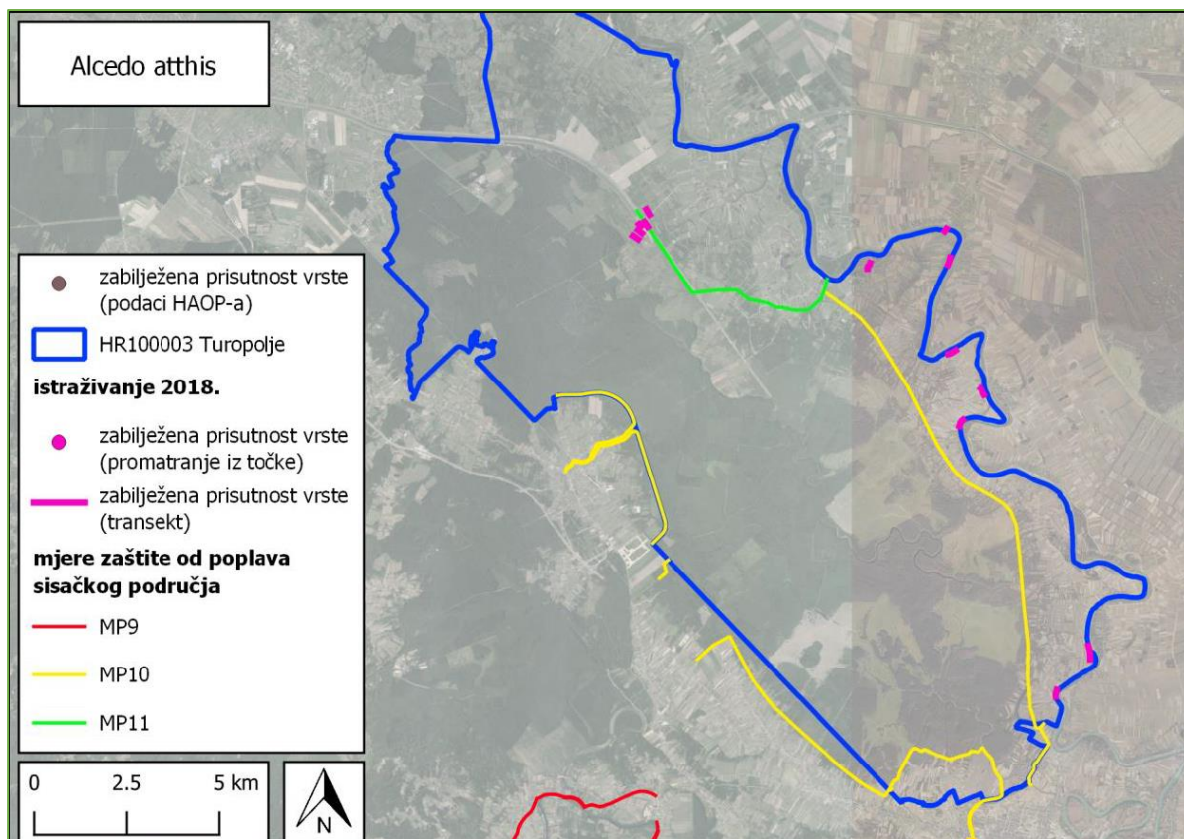 Alcedo atthis
zabilježena prisutnost vrste
(podaci HAOP-a)
HR100003 Turopolje
istraživanje 2018.
zabilježena prisutnost vrste
(promatranje iz točke)
zabilježena prisutnost vrste
(transekt)
mjere zaštite od poplava
sisačkog područja
MP9
MP10
MP11
0 2.5 5 km
N